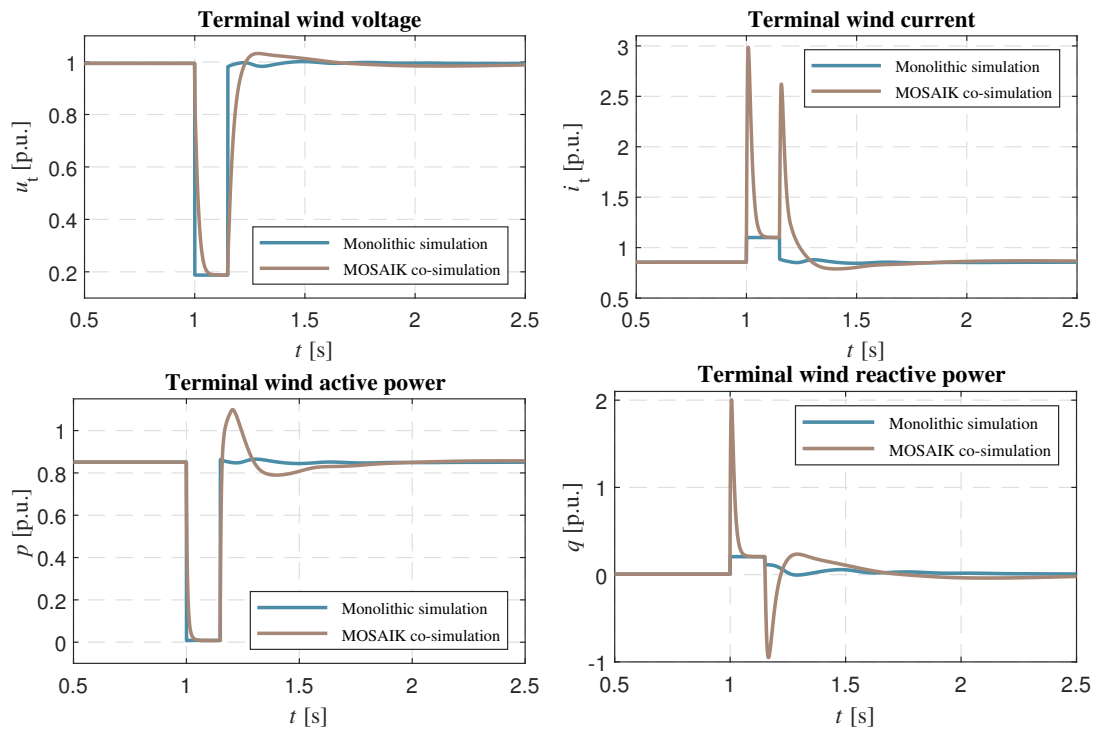 Terminal wind voltage
1
0.8
0.6
0.4
0.2
u_t [p.u.]
Monolithic simulation
MOSAIK co-simulation
0.5 1 1.5 2 2.5
t [s]
Terminal wind current
3
2.5
2
1.5
1
0.5
i_t [p.u.]
Monolithic simulation
MOSAIK co-simulation
0.5 1 1.5 2 2.5
t [s]
Terminal wind active power
1
0.8
0.6
0.4
0.2
0
p [p.u.]
Monolithic simulation
MOSAIK co-simulation
0.5 1 1.5 2 2.5
t [s]
Terminal wind reactive power
2
1
0
-1
q [p.u.]
Monolithic simulation
MOSAIK co-simulation
0.5 1 1.5 2 2.5
t [s]